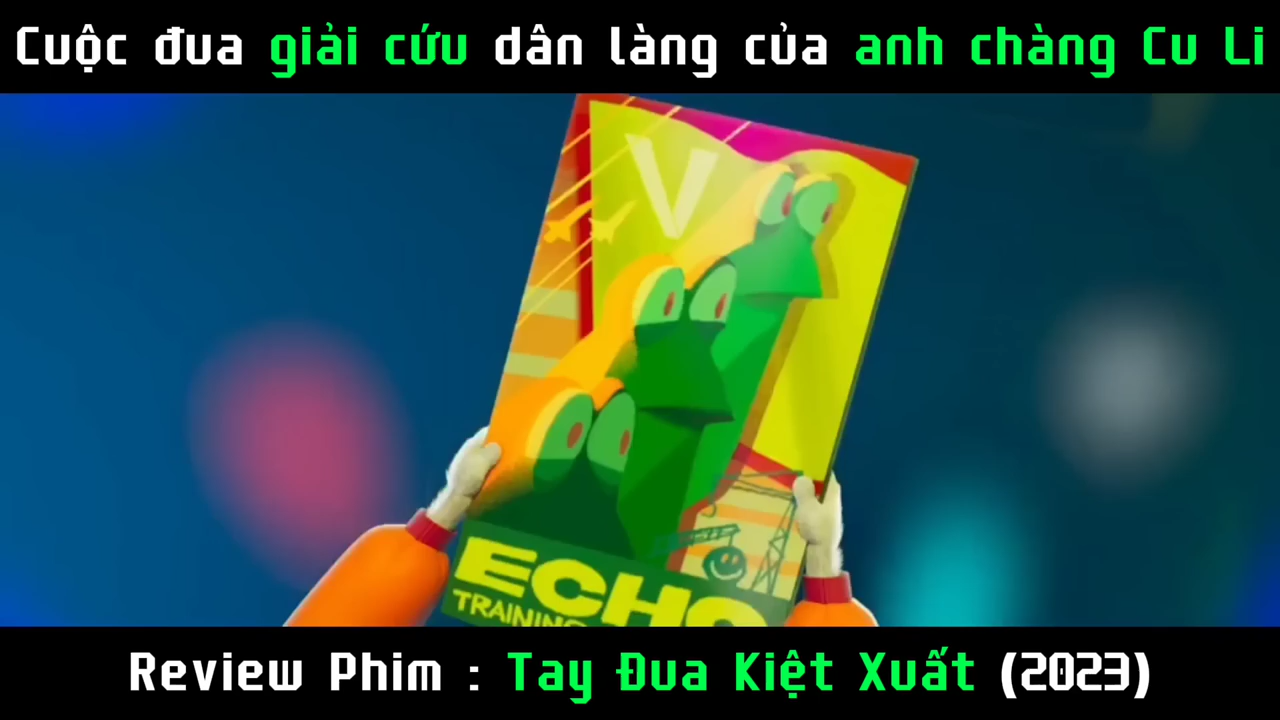 Cuộc đua giải cứu dân làng của anh chàng Cu Li
V
ECHO
TRAINING
Review Phim : Tay Đua Kiệt Xuất (2023)